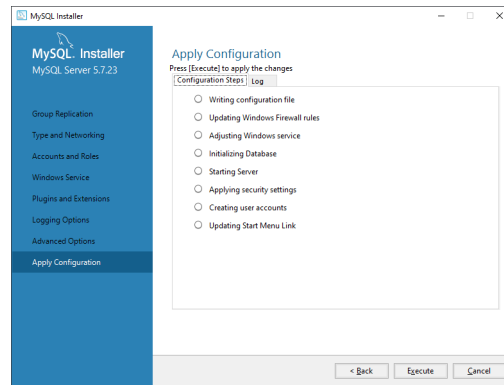 MySQL Installer
MySQL. Installer
MySQL Server 5.7.23
Group Replication
Type and Networking
Accounts and Roles
Windows Service
Plugins and Extensions
Logging Options
Advanced Options
Apply Configuration
Apply Configuration
Press [Execute] to apply the changes
Configuration Steps Log
Writing configuration file
Updating Windows Firewall rules
Adjusting Windows service
Initializing Database
Starting Server
Applying security settings
Creating user accounts
Updating Start Menu Link
< Back Execute Cancel